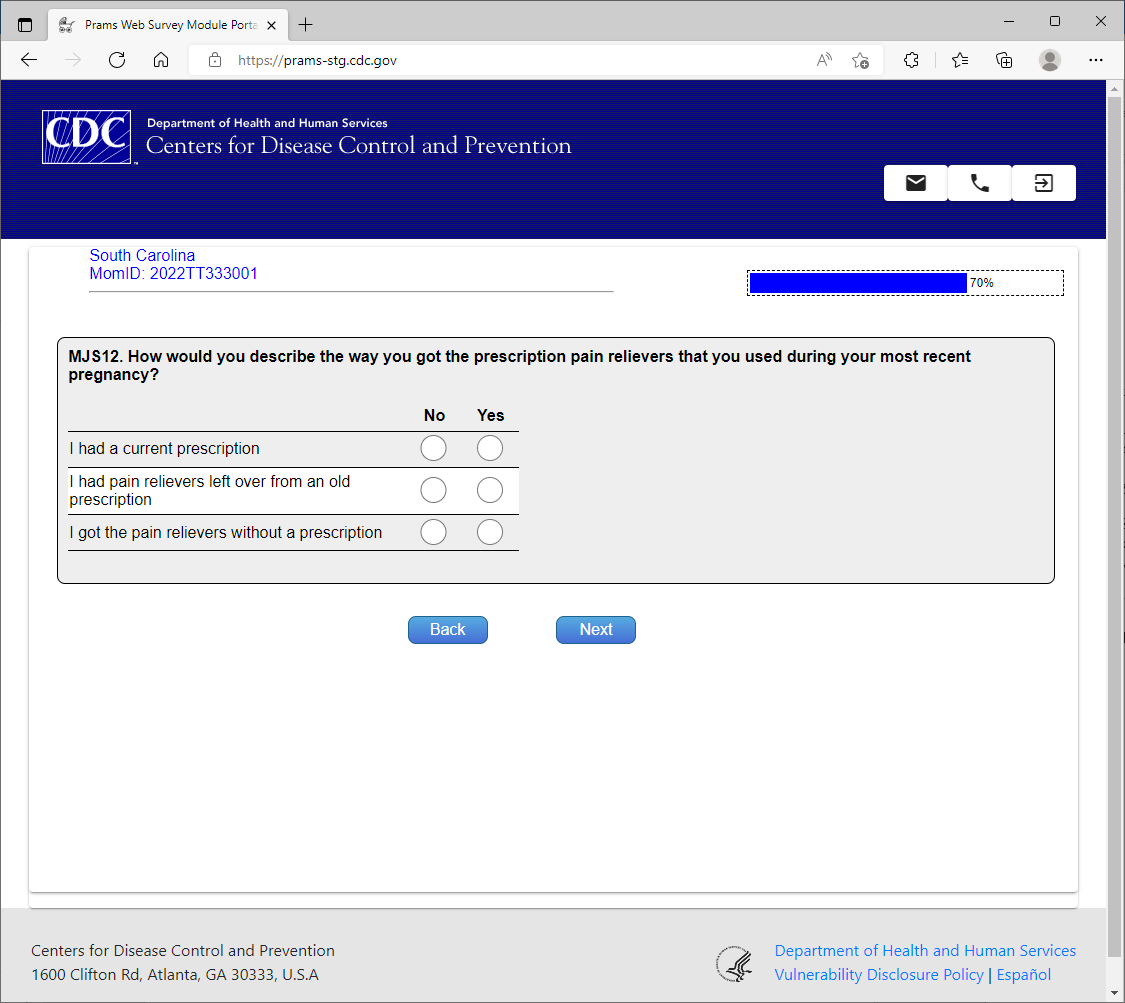 Prams Web Survey Module Porta
https://prams-stg.cdc.gov
CDC
Department of Health and Human Services
Centers for Disease Control and Prevention
South Carolina
MomID: 2022TT333001
70%
MJS12. How would you describe the way you got the prescription pain relievers that you used during your most recent
pregnancy?
No Yes
I had a current prescription
I had pain relievers left over from an old
prescription
I got the pain relievers without a prescription
Back Next
Centers for Disease Control and Prevention
1600 Clifton Rd, Atlanta, GA 30333, U.S.A
Department of Health and Human Services
Vulnerability Disclosure Policy | Español